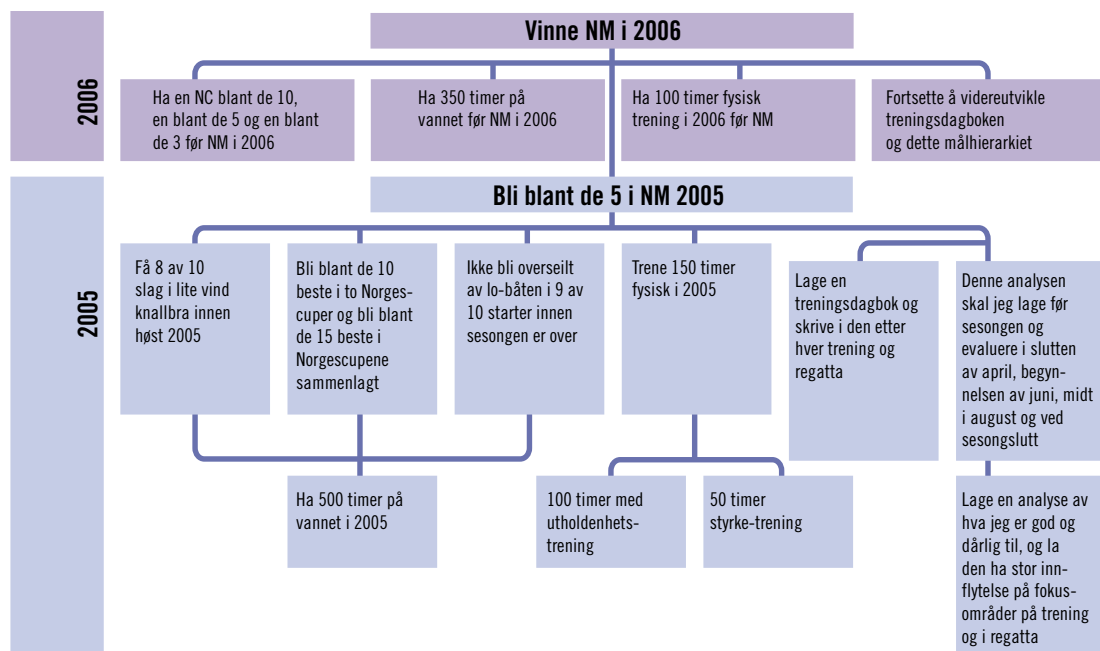 2006
Vinne NM i 2006
Ha en NC blant de 10,
en blant de 5 og en blant
de 3 før NM i 2006
Ha 350 timer på
vannet før NM i 2006
Ha 100 timer fysisk
trening i 2006 før NM
Fortsette å videreutvikle
treningsdagboken
og dette målhierarkiet
2005
Bli blant de 5 i NM 2005
Få 8 av 10
slag i lite vind
knallbra innen
høst 2005
Bli blant de 10
beste i to Norges-
cuper og bli blant
de 15 beste i
Norgescupene
sammenlagt
Ikke bli overseilt
av lo-båten i 9 av
10 starter innen
sesongen er over
Trene 150 timer
fysisk i 2005
Lage en
treningsdagbok og
skrive i den etter
hver trening og
regatta
Denne analysen
skal jeg lage før
sesongen og
evaluere i slutten
av april, begyn-
nelsen av juni, midt
i august og ved
sesongslutt
Ha 500 timer på
vannet i 2005
100 timer med
utholdenhets-
trening
50 timer
styrke-trening
Lage en analyse av
hva jeg er god og
dårlig til, og la
den ha stor inn-
flytelse på fokus-
områder på trening
og i regatta